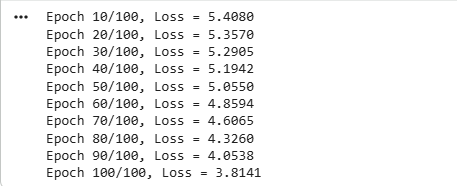 Epoch 10/100, Loss = 5.4080
Epoch 20/100, Loss = 5.3570
Epoch 30/100, Loss = 5.2905
Epoch 40/100, Loss = 5.1942
Epoch 50/100, Loss = 5.0550
Epoch 60/100, Loss = 4.8594
Epoch 70/100, Loss = 4.6065
Epoch 80/100, Loss = 4.3260
Epoch 90/100, Loss = 4.0538
Epoch 100/100, Loss = 3.8141